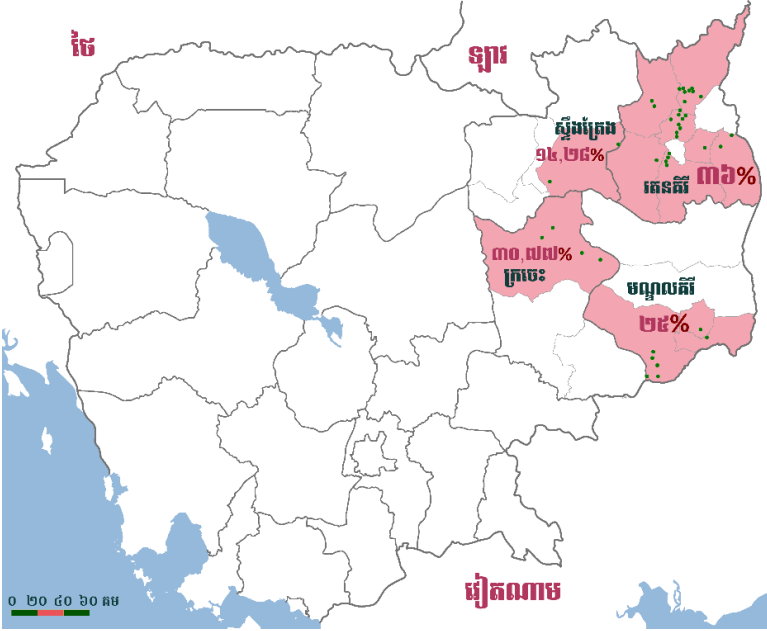 ថៃ
ឡាវ
ស្ទឹងត្រែង
១៤,២៨%
រតនគិរី
៣៦%
៣០,៧៧%
ក្រចេះ
មណ្ឌលគិរី
២៥%
វៀតណាម
០ ២០ ៤០ ៦០ គម